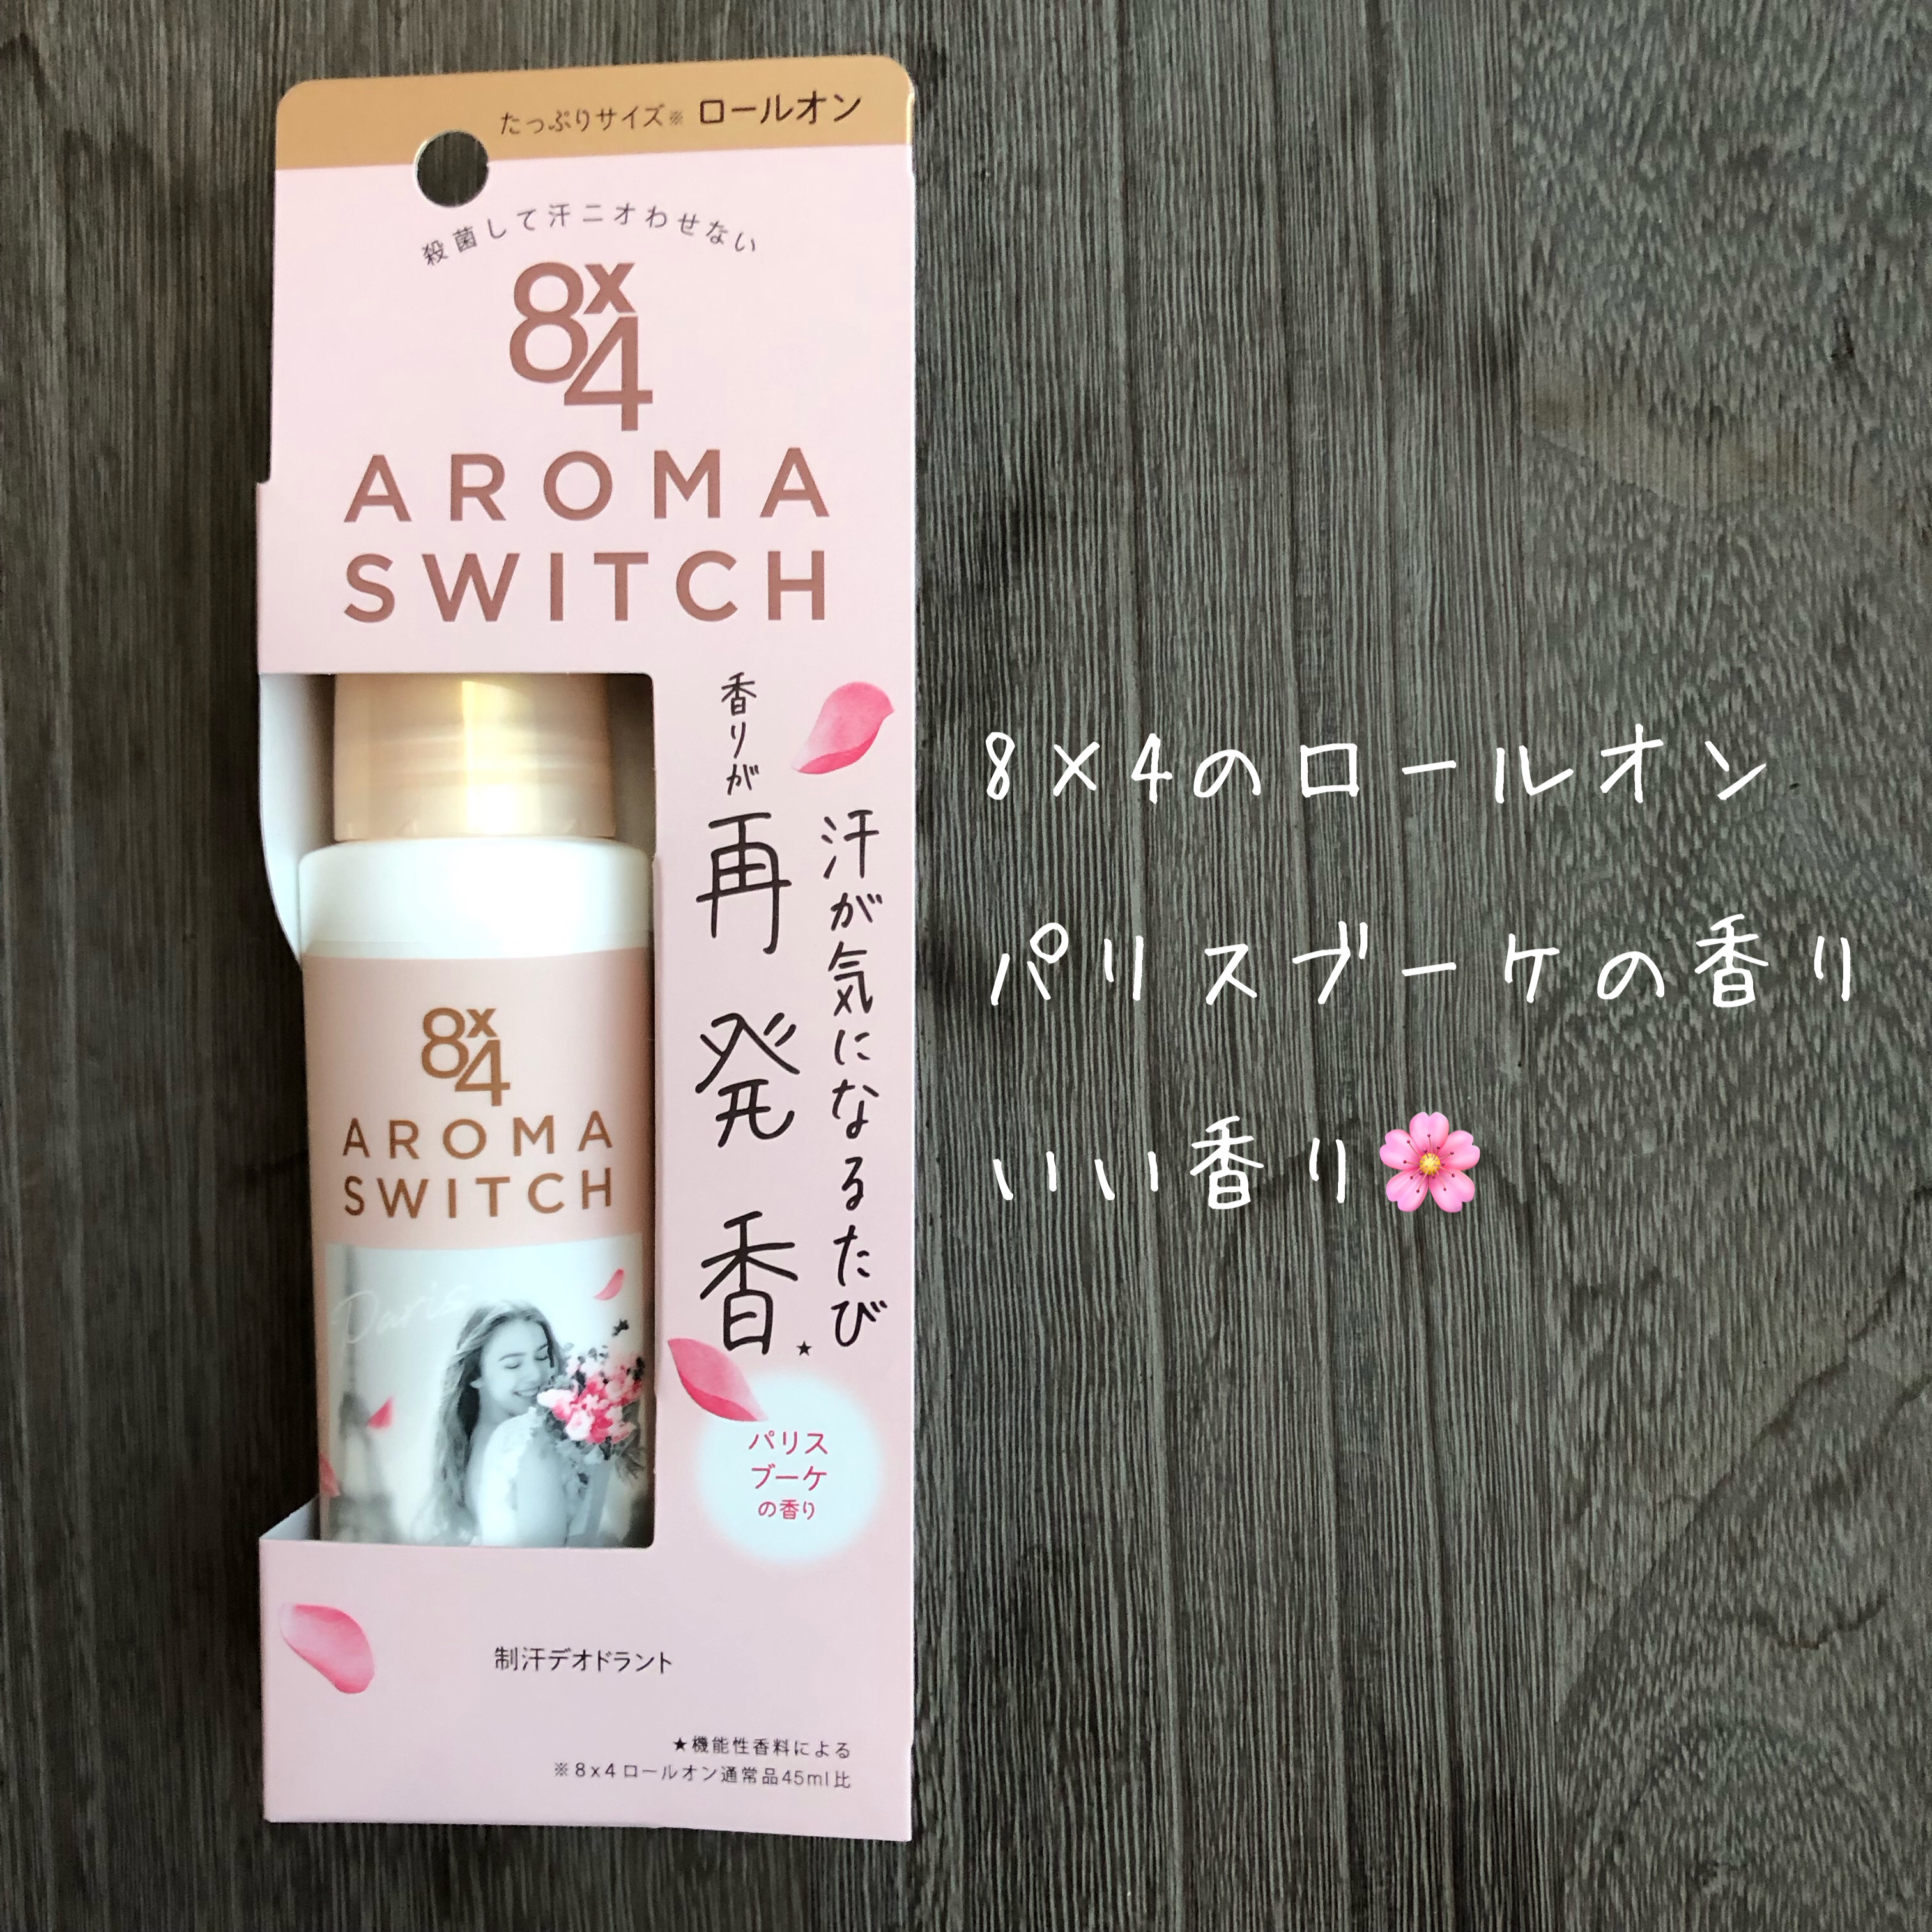 たっぷりサイズ※ ロールオン
殺菌して汗ニオわせない
8x4
AROMA
SWITCH
汗が気になるたび
香りが再発香★
8x4
AROMA
SWITCH
Paris
パリス
ブーケ
の香り
制汗デオドラント
★機能性香料による
※8x4ロールオン通常品45ml比
8×4のロールオン
パリスブーケの香り
いい香り🌸